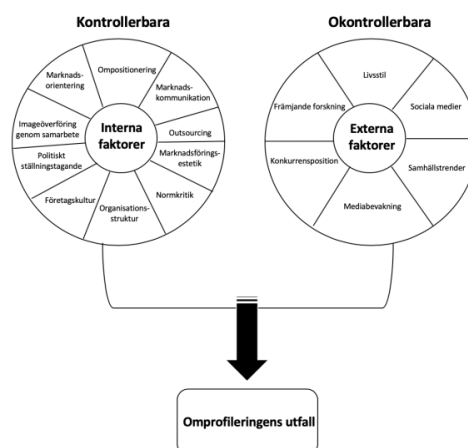 Kontrollerbara
Okontrollerbara
Ompositionering
Marknads-
kommunikation
Outsourcing
Marknadsförings-
estetik
Normkritik
Organisations-
struktur
Företagskultur
Politiskt
ställningstagande
Imageöverföring
genom samarbete
Marknads-
orientering
Interna
faktorer
Livsstil
Sociala medier
Samhällstrender
Mediabevakning
Konkurrensposition
Främjande forskning
Externa
faktorer
Omprofileringens utfall